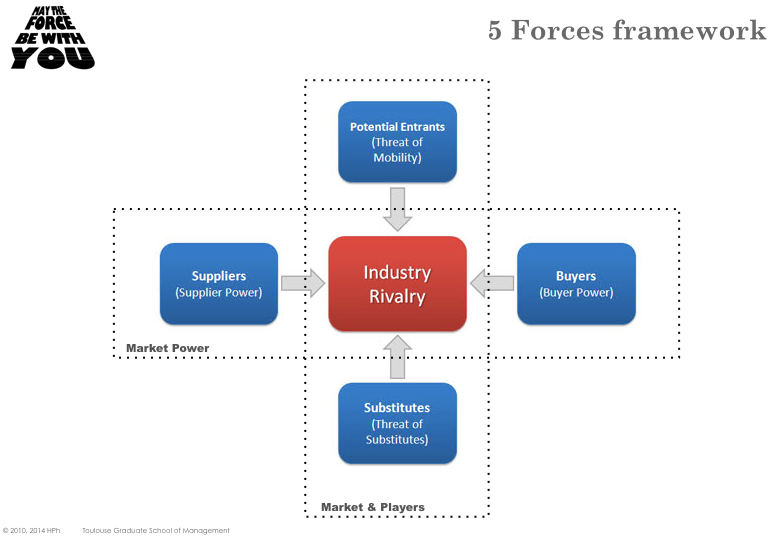 MAY THE
FORCE
BE WITH
YOU
5 Forces framework
Potential Entrants
(Threat of
Mobility)
Suppliers
(Supplier Power)
Industry
Rivalry
Buyers
(Buyer Power)
Market Power
Substitutes
(Threat of
Substitutes)
Market & Players
© 2010, 2014 HPh Toulouse Graduate School of Management